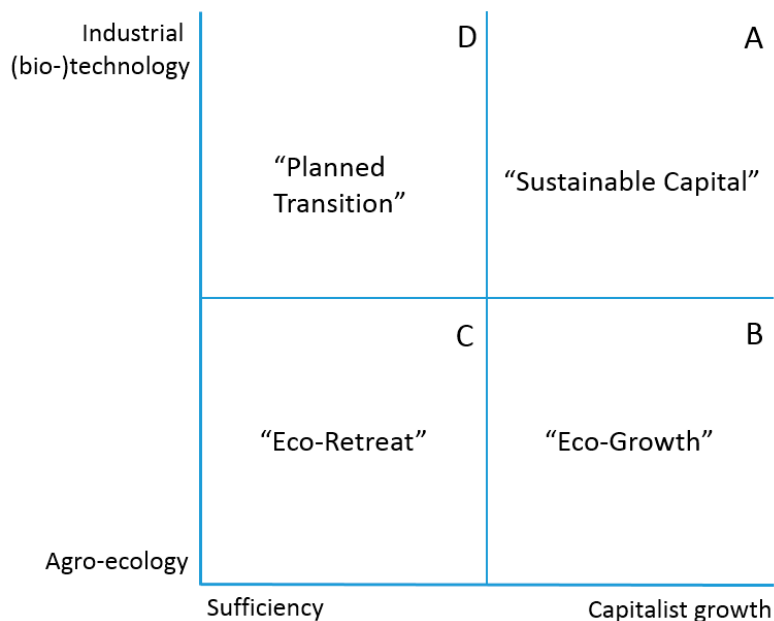 Industrial
(bio-)technology
D
A
“Planned
Transition”
“Sustainable Capital”
C
B
“Eco-Retreat”
“Eco-Growth”
Agro-ecology
Sufficiency
Capitalist growth